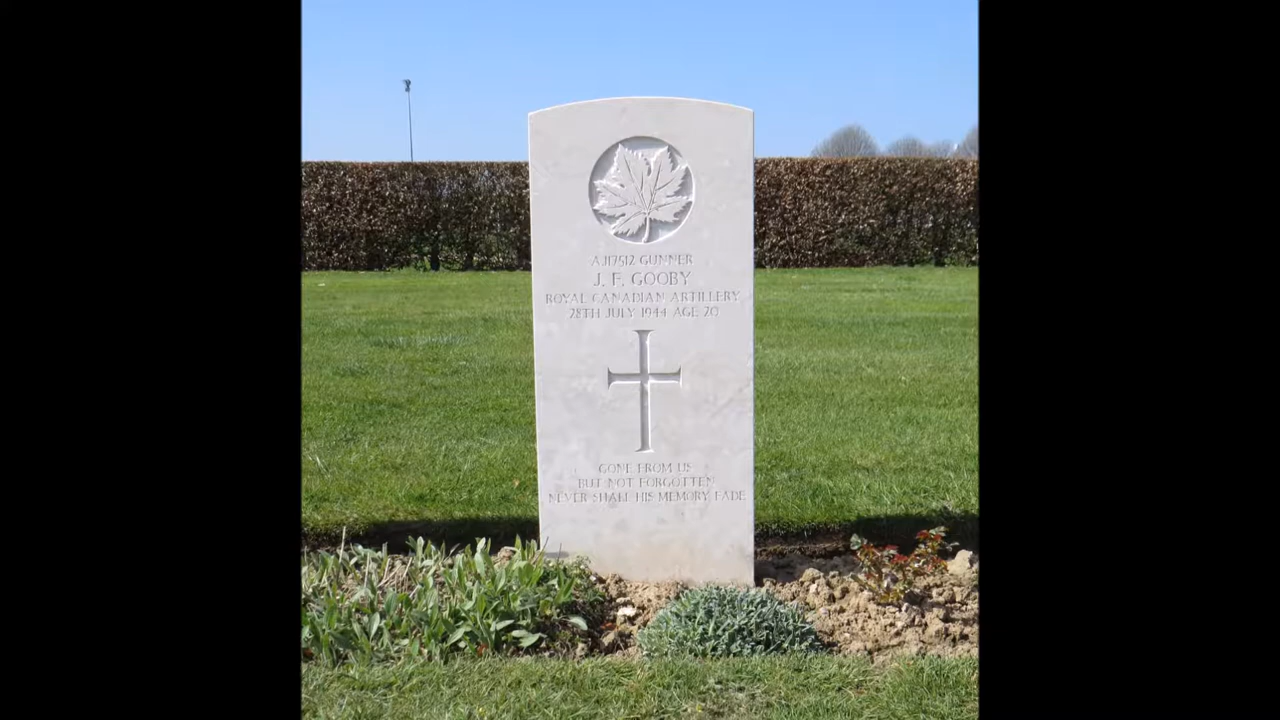 A117512 GUNNER
J. F. GOOBY
ROYAL CANADIAN ARTILLERY
28TH JULY 1944 AGE 20
GONE FROM US
BUT NOT FORGOTTEN
NEVER SHALL HIS MEMORY FADE